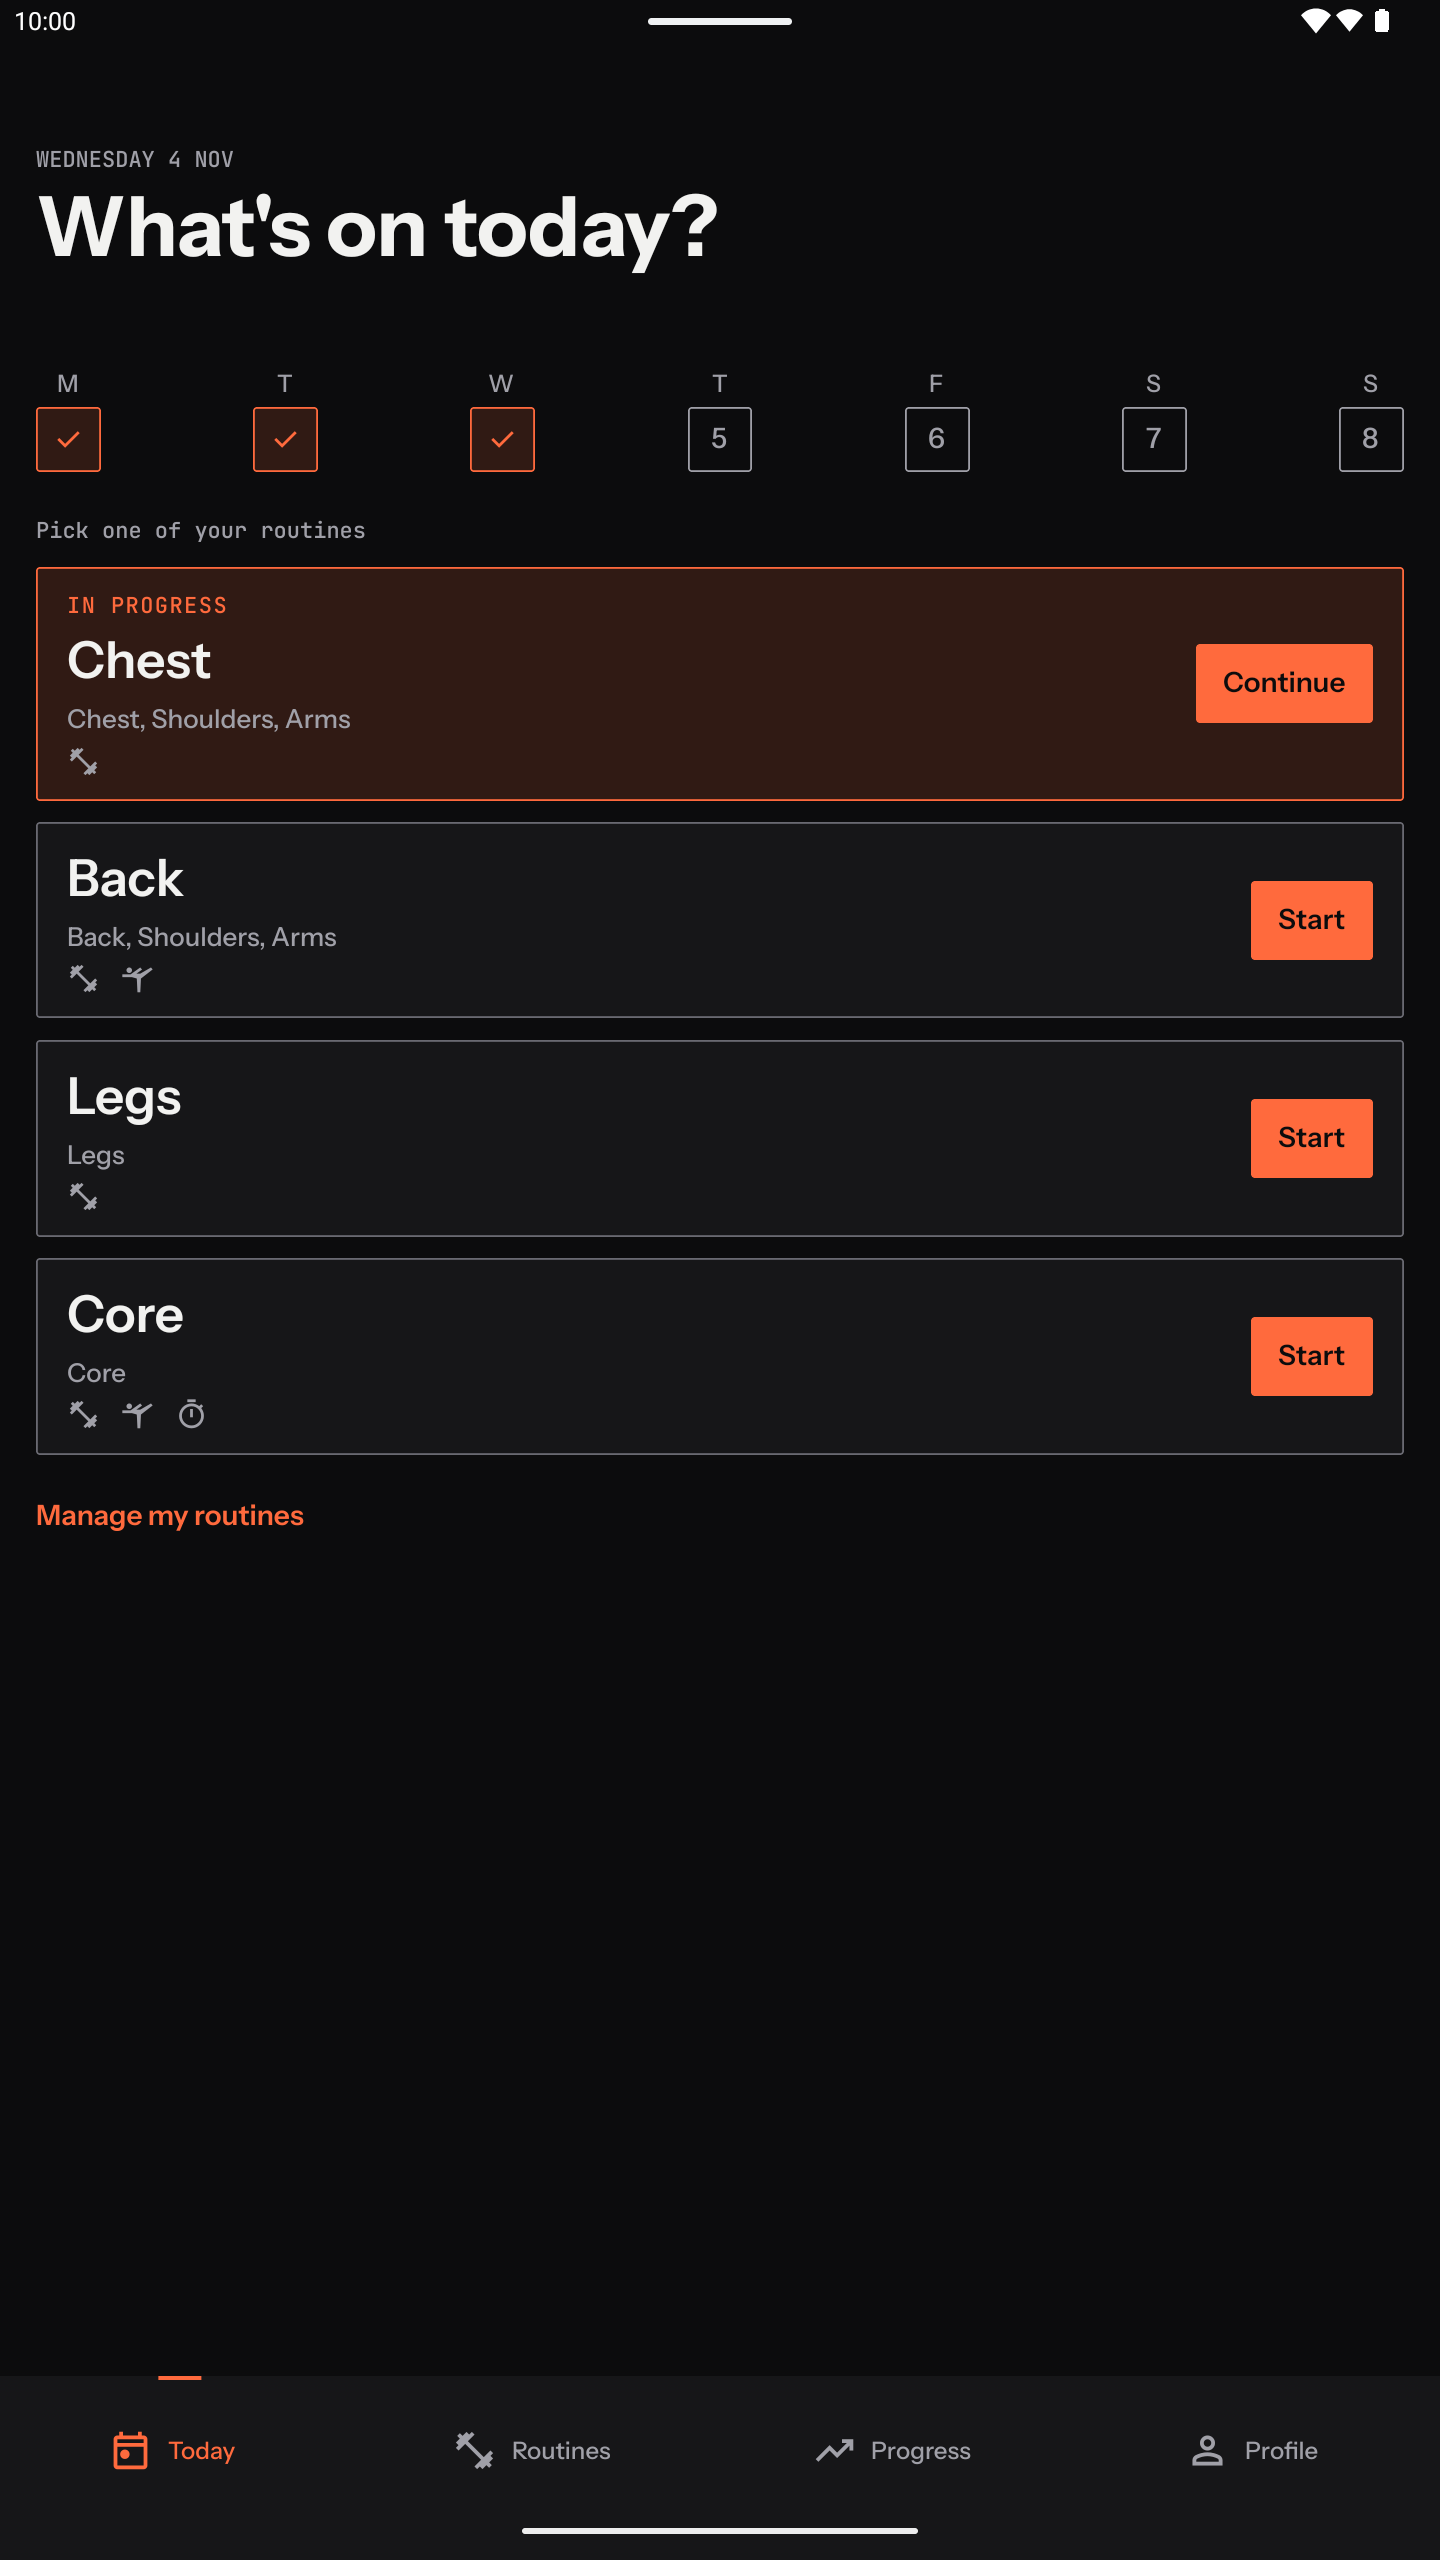 10:00
WEDNESDAY 4 NOV
What's on today?
M T W T F S S
5 6 7 8
Pick one of your routines
IN PROGRESS
Chest
Chest, Shoulders, Arms
Continue
Back
Back, Shoulders, Arms
Start
Legs
Legs
Start
Core
Core
Start
Manage my routines
Today Routines Progress Profile